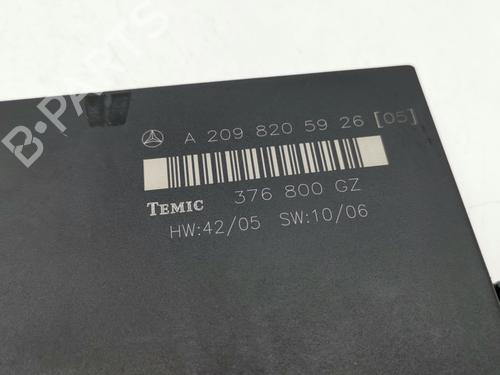 B-PARTS
A 209 820 59 26 [05]
TEMIC 376 800 GZ
HW:42/05 SW:10/06